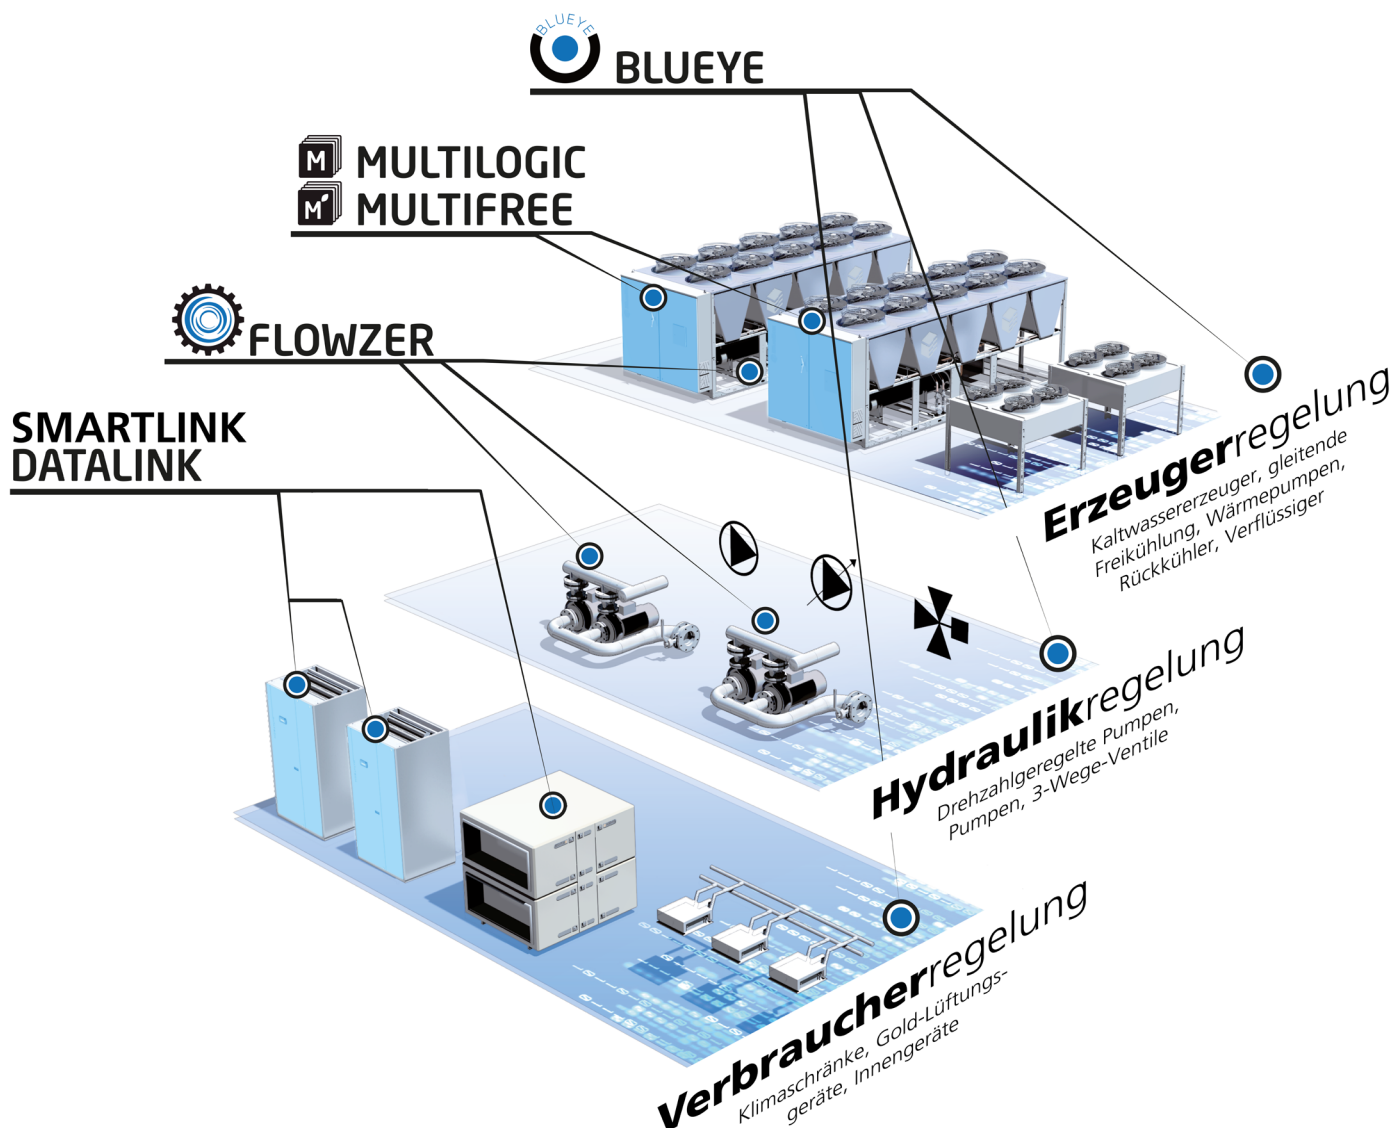 BLUEYE
BLUEYE
M MULTILOGIC
M MULTIFREE
FLOWZER
SMARTLINK
DATALINK
Erzeugerregelung
Kaltwassererzeuger, gleitende
Freikühlung, Wärmepumpen,
Rückkühler, Verflüssiger
Hydraulikregelung
Drehzahlgeregelte Pumpen,
Pumpen, 3-Wege-Ventile
Verbraucherregelung
Klimaschränke, Gold-Lüftungs-
geräte, Innengeräte